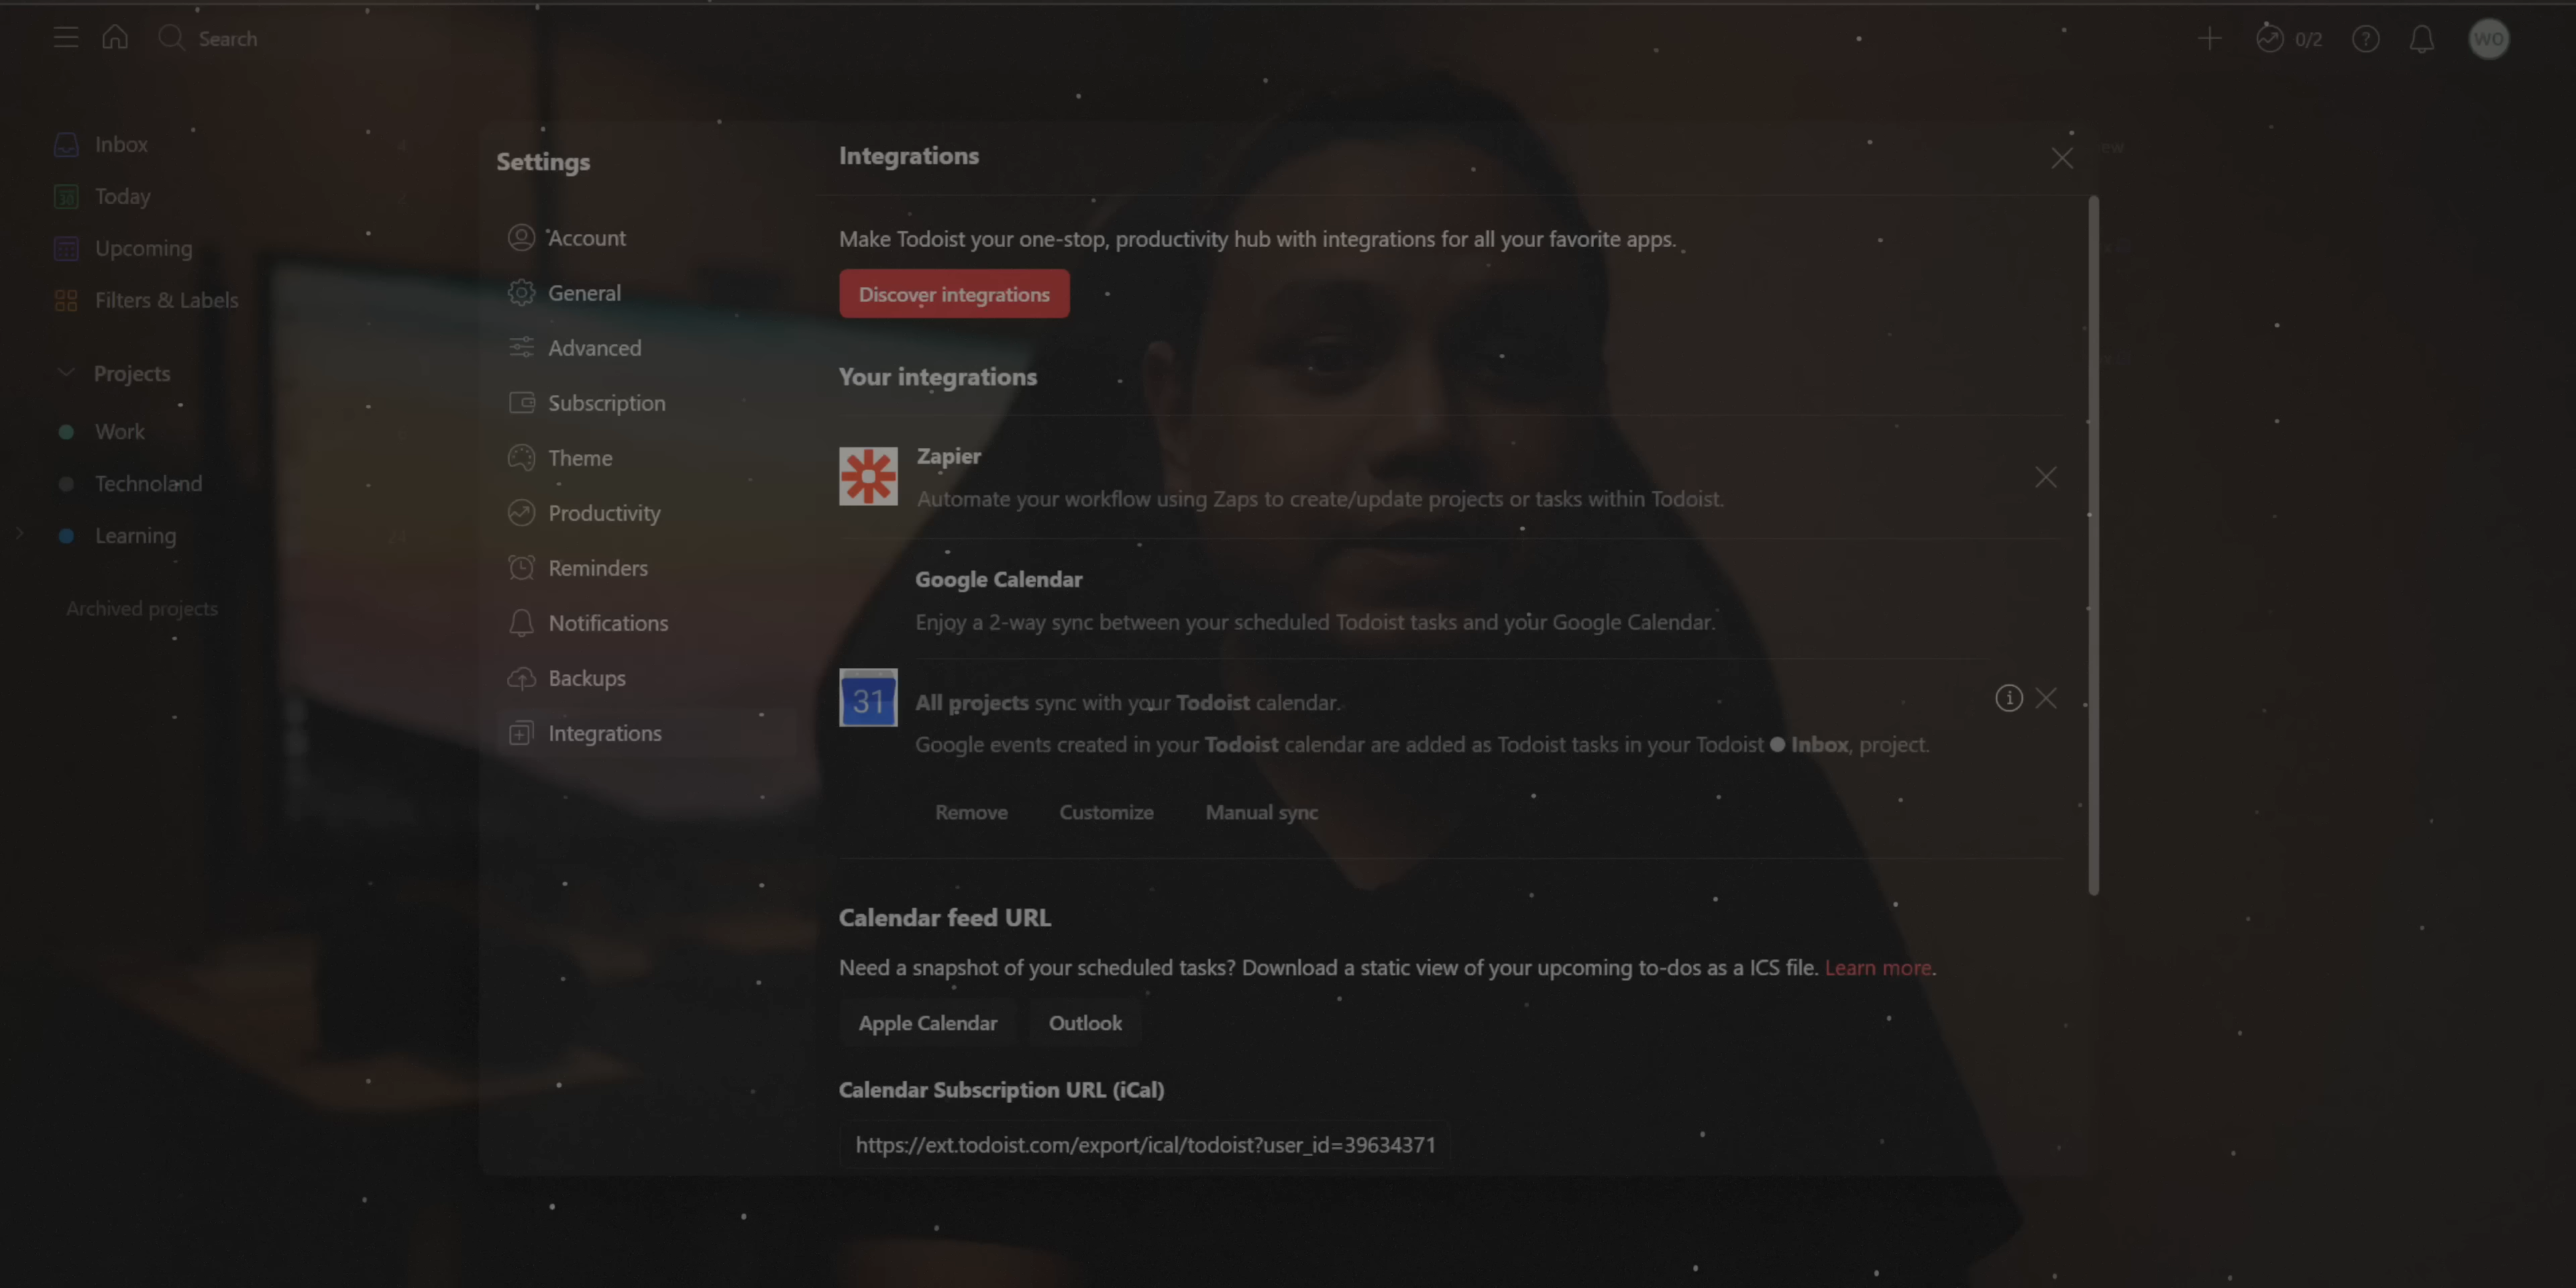 Search
0/2
WO
Inbox
Today
Upcoming
Filters & Labels
Projects
Work
Technoland
Learning
24
Archived projects
Settings
Account
General
Advanced
Subscription
Theme
Productivity
Reminders
Notifications
Backups
Integrations
Integrations
Make Todoist your one-stop, productivity hub with integrations for all your favorite apps.
Discover integrations
Your integrations
Zapier
Automate your workflow using Zaps to create/update projects or tasks within Todoist.
Google Calendar
Enjoy a 2-way sync between your scheduled Todoist tasks and your Google Calendar.
31
All projects sync with your Todoist calendar.
Google events created in your Todoist calendar are added as Todoist tasks in your Todoist Inbox, project.
Remove Customize Manual sync
Calendar feed URL
Need a snapshot of your scheduled tasks? Download a static view of your upcoming to-dos as a ICS file. Learn more.
Apple Calendar Outlook
Calendar Subscription URL (iCal)
https://ext.todoist.com/export/ical/todoist?user_id=39634371